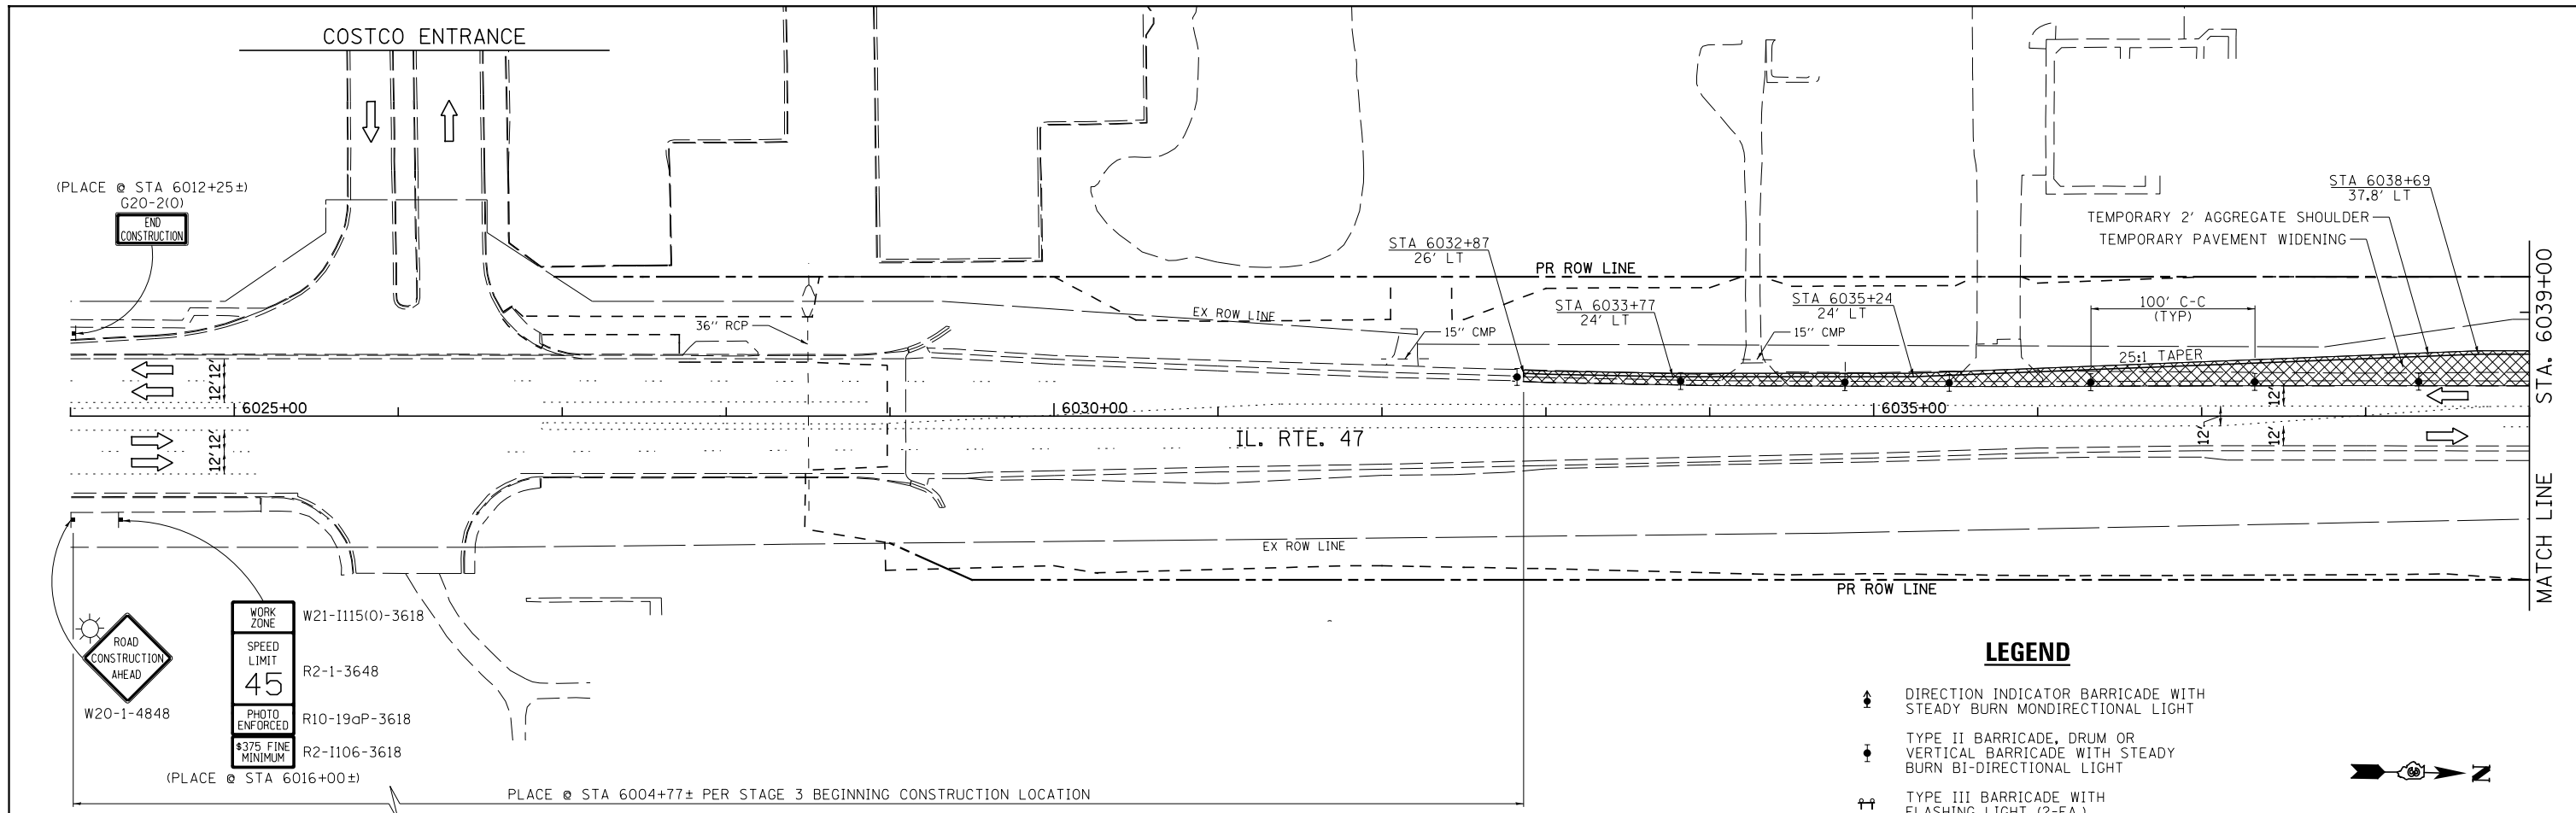 COSTCO ENTRANCE
(PLACE @ STA 6012+25±)
G20-2(O)
END
CONSTRUCTION
STA 6038+69
37.8' LT
TEMPORARY 2' AGGREGATE SHOULDER
TEMPORARY PAVEMENT WIDENING
STA 6032+87
26' LT
PR ROW LINE
STA 6033+77
24' LT
STA 6035+24
24' LT
100' C-C
(TYP)
EX ROW LINE
36" RCP
15" CMP
15" CMP
25:1 TAPER
12'
12'
12'
6025+00
6030+00
6035+00
12'
12'
12'
12'
IL. RTE. 47
MATCH LINE STA. 6039+00
EX ROW LINE
PR ROW LINE
ROAD
CONSTRUCTION
AHEAD
W20-1-4848
WORK
ZONE
W21-I115(O)-3618
SPEED
LIMIT
45
R2-1-3648
PHOTO
ENFORCED
R10-19aP-3618
$375 FINE
MINIMUM
R2-I106-3618
(PLACE @ STA 6016+00±)
PLACE @ STA 6004+77± PER STAGE 3 BEGINNING CONSTRUCTION LOCATION
LEGEND
DIRECTION INDICATOR BARRICADE WITH
STEADY BURN MONDIRECTIONAL LIGHT
TYPE II BARRICADE, DRUM OR
VERTICAL BARRICADE WITH STEADY
BURN BI-DIRECTIONAL LIGHT
TYPE III BARRICADE WITH
FLASHING LIGHT (2-EA.)
N